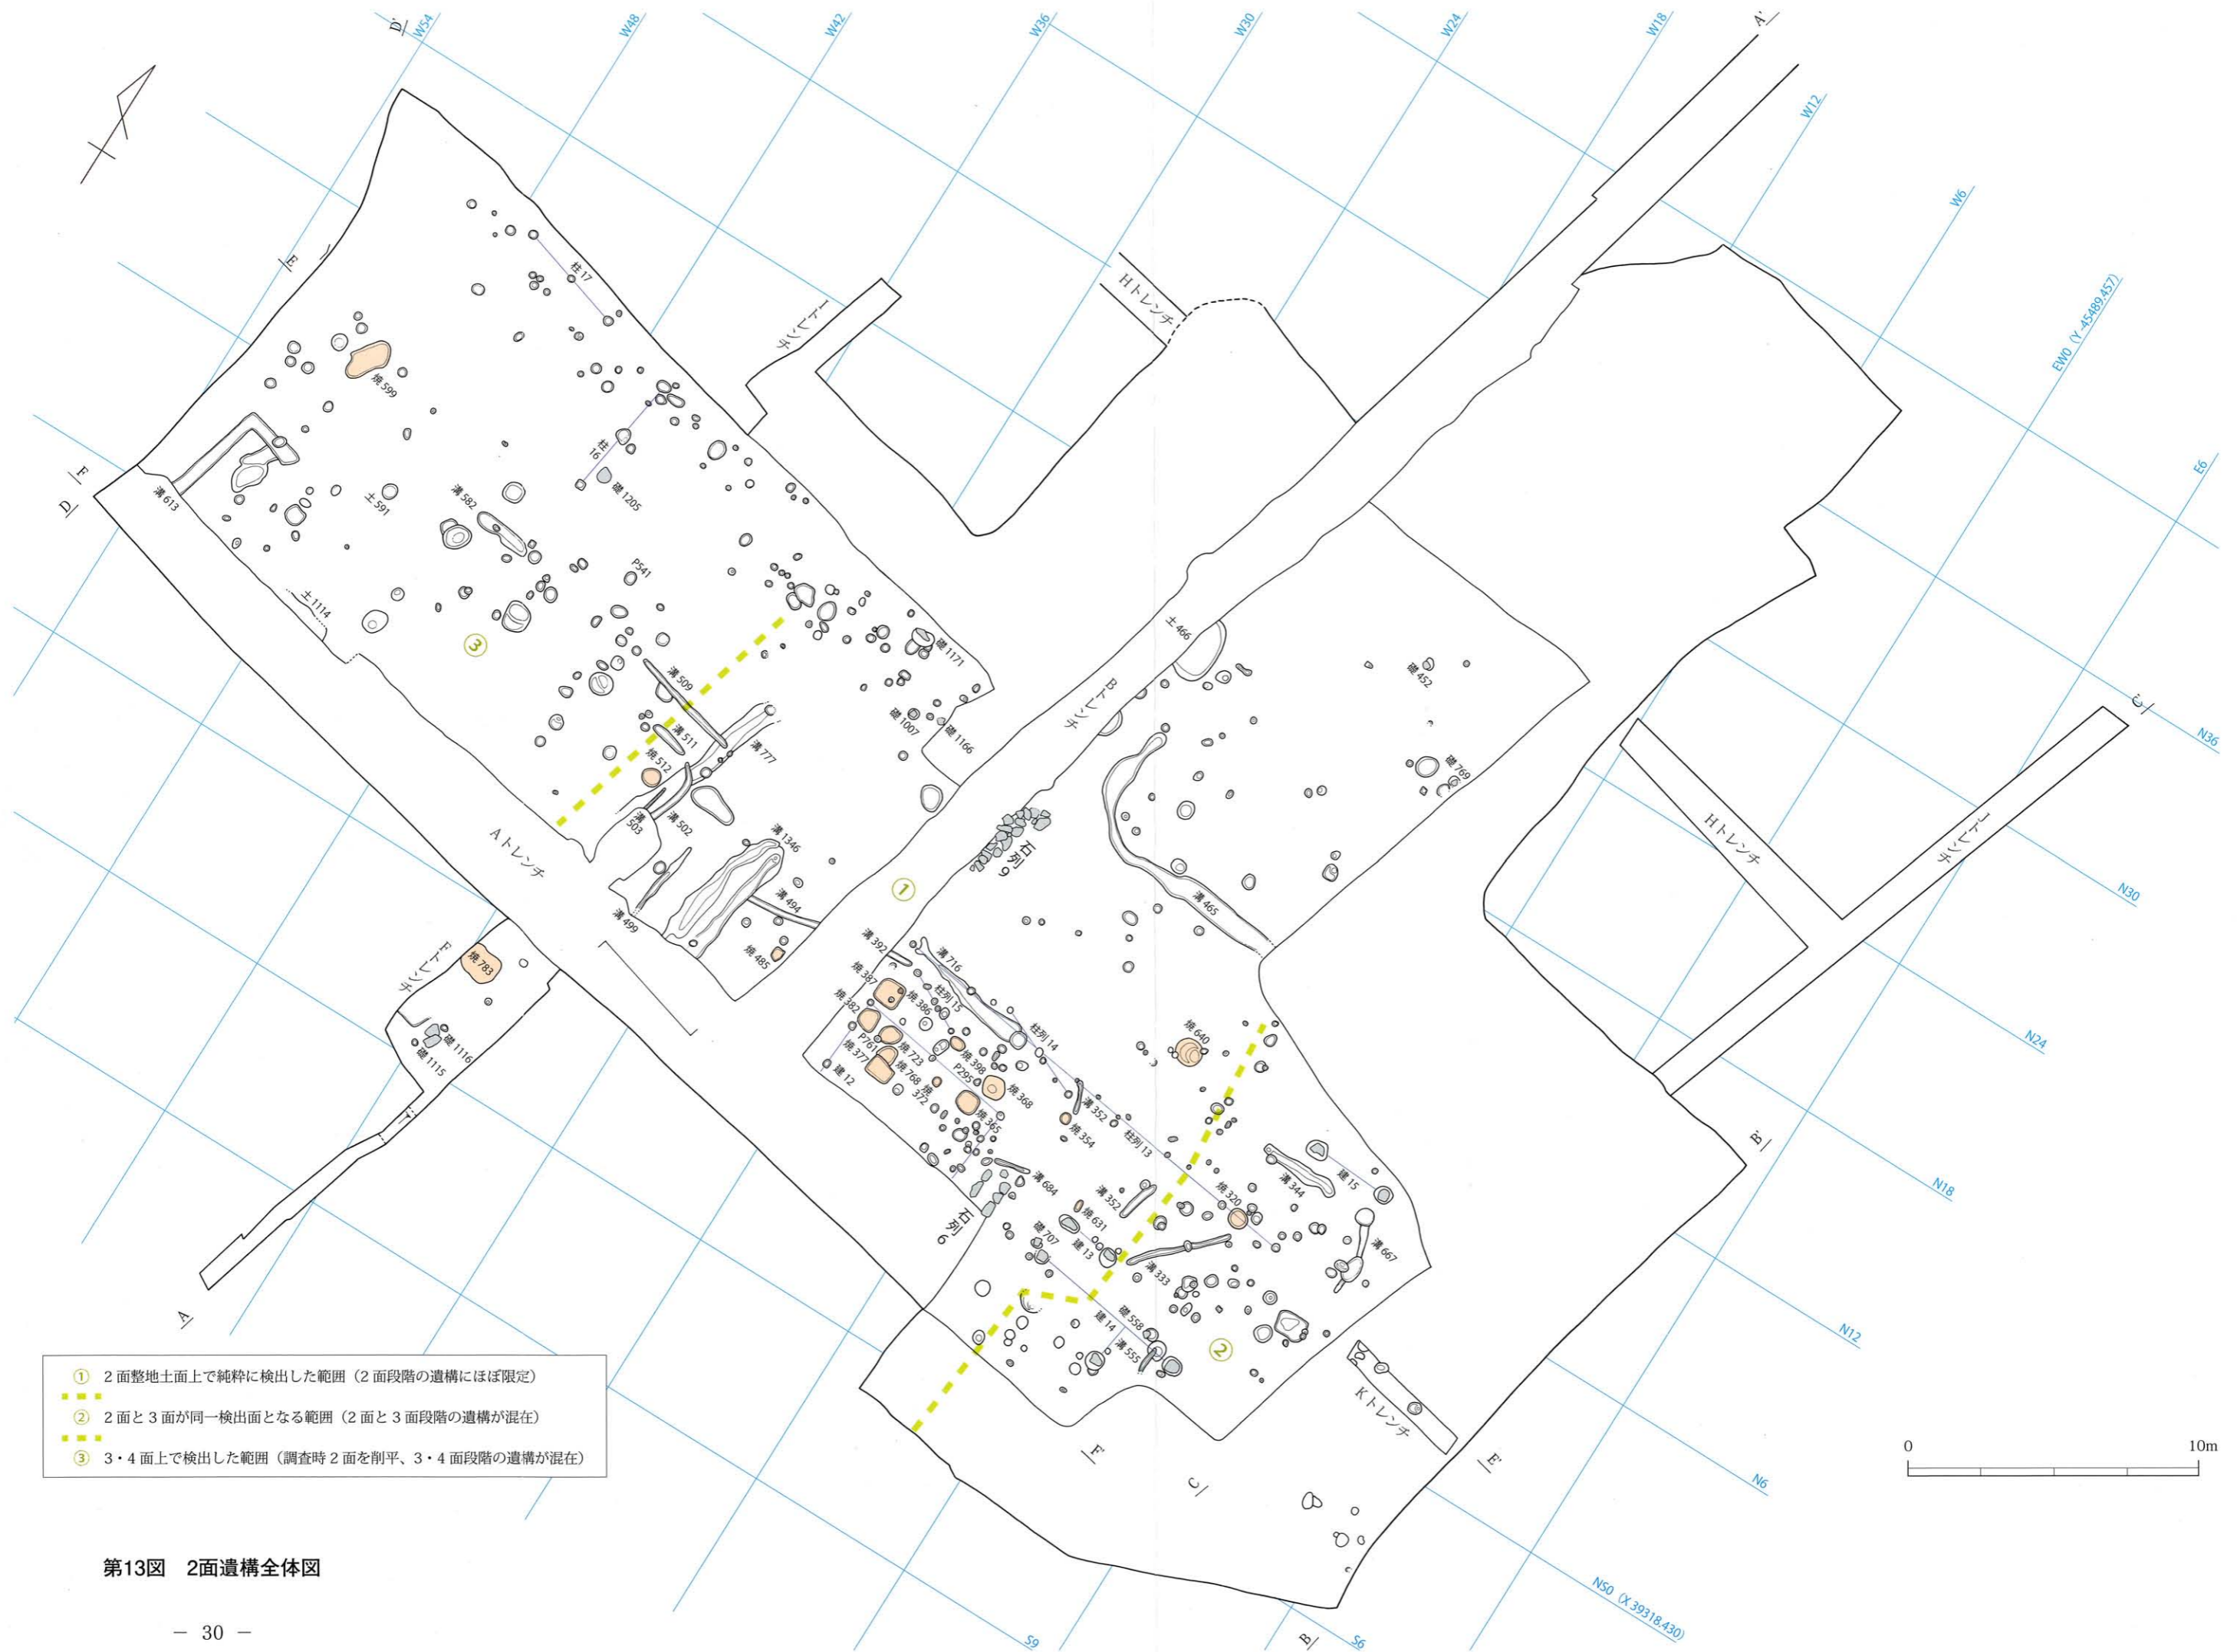 D'
W54
W48
W42
W36
W30
W24
W18
A'
W12
W6
EW0（Y -45489.457）
E6
E
柱17
Iトレンチ
Hトレンチ
焼599
柱16
礎1205
F
D
溝613
土591
溝582
P541
土1114
③
溝509
礎1171
土466
Bトレンチ
礎452
礎1007
礎1166
溝511
焼512
溝777
礎769
C'
N36
溝503
溝502
溝1346
Aトレンチ
石列9
Hトレンチ
Jトレンチ
①
溝494
溝465
N30
溝499
焼485
Fトレンチ
焼783
溝392
溝716
焼387
焼386
柱列15
焼382
柱列14
焼640
N24
P761
焼377
焼723
焼768
焼398
P295
焼372
焼368
建12
礎1116
礎1115
焼365
溝352
焼354
柱列13
B'
溝684
溝344
建15
N18
石列6
溝352
焼631
焼320
礎707
建13
溝333
溝667
A
建14
礎558
溝555
②
N12
Kトレンチ
F'
C
E'
N6
0
10m
① 2面整地土面上で純粋に検出した範囲（2面段階の遺構にほぼ限定）
② 2面と3面が同一検出面となる範囲（2面と3面段階の遺構が混在）
③ 3・4面上で検出した範囲（調査時2面を削平、3・4面段階の遺構が混在）
第13図　2面遺構全体図
NS0（X 39318.430）
S9
B
S6
－ 30 －